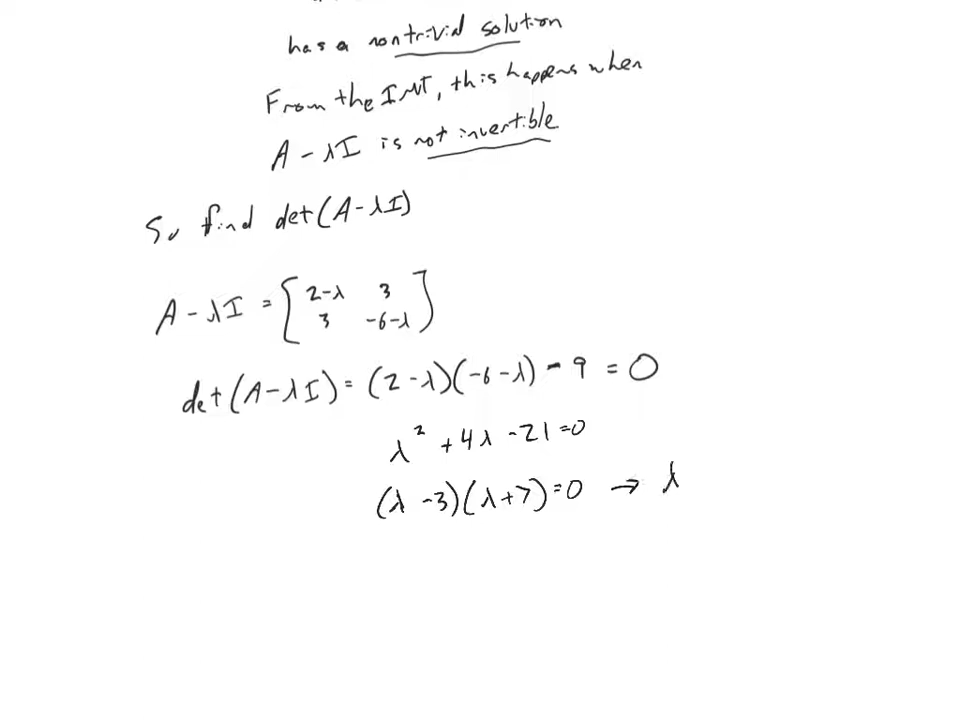 has a nontrivial solution
From the IMT, this happens when
A - λI is not invertible
So find det(A-λI)
A - λI = [2-λ 3
3 -6-λ]
det(A-λI) = (2-λ)(-6-λ) - 9 = 0
λ² + 4λ - 21 = 0
(λ - 3)(λ + 7) = 0 → λ